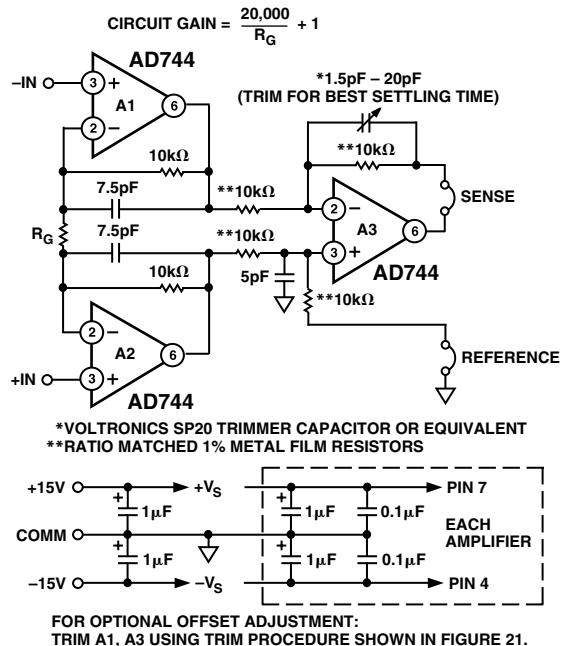 CIRCUIT GAIN = 20,000 / R_G + 1
AD744
*1.5pF – 20pF
(TRIM FOR BEST SETTLING TIME)
–IN
3
+
A1
6
2
–
10kΩ
**10kΩ
7.5pF
**10kΩ
2
–
SENSE
R_G
7.5pF
**10kΩ
A3
6
3
+
10kΩ
5pF
AD744
**10kΩ
2
–
A2
6
REFERENCE
+IN
3
+
AD744
*VOLTRONICS SP20 TRIMMER CAPACITOR OR EQUIVALENT
**RATIO MATCHED 1% METAL FILM RESISTORS
+15V
+V_S
PIN 7
+
1μF
+
1μF
0.1μF
EACH
AMPLIFIER
COMM
+
1μF
+
1μF
0.1μF
–15V
–V_S
PIN 4
FOR OPTIONAL OFFSET ADJUSTMENT:
TRIM A1, A3 USING TRIM PROCEDURE SHOWN IN FIGURE 21.